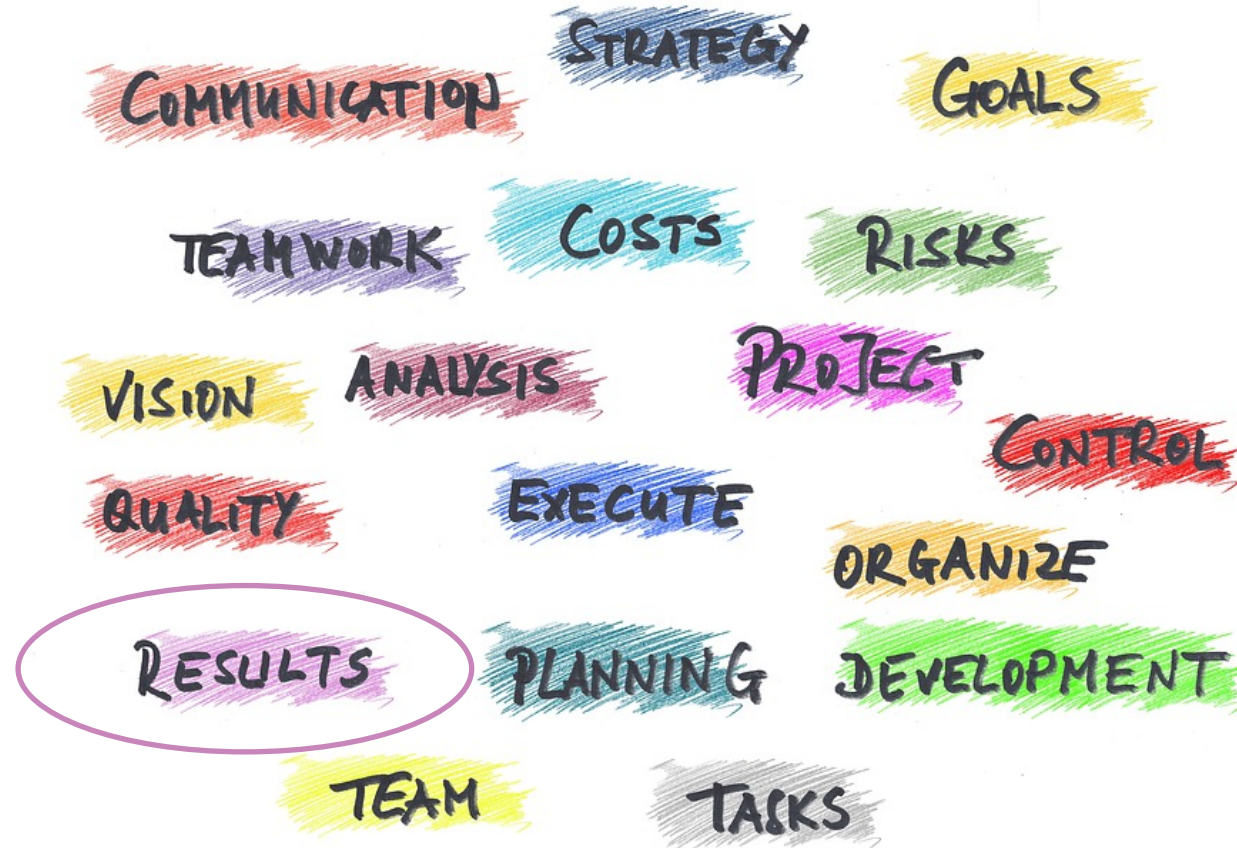 STRATEGY
COMMUNICATION
GOALS
TEAMWORK
COSTS
RISKS
VISION
ANALYSIS
PROJECT
CONTROL
QUALITY
EXECUTE
ORGANIZE
RESULTS
PLANNING
DEVELOPMENT
TEAM
TASKS